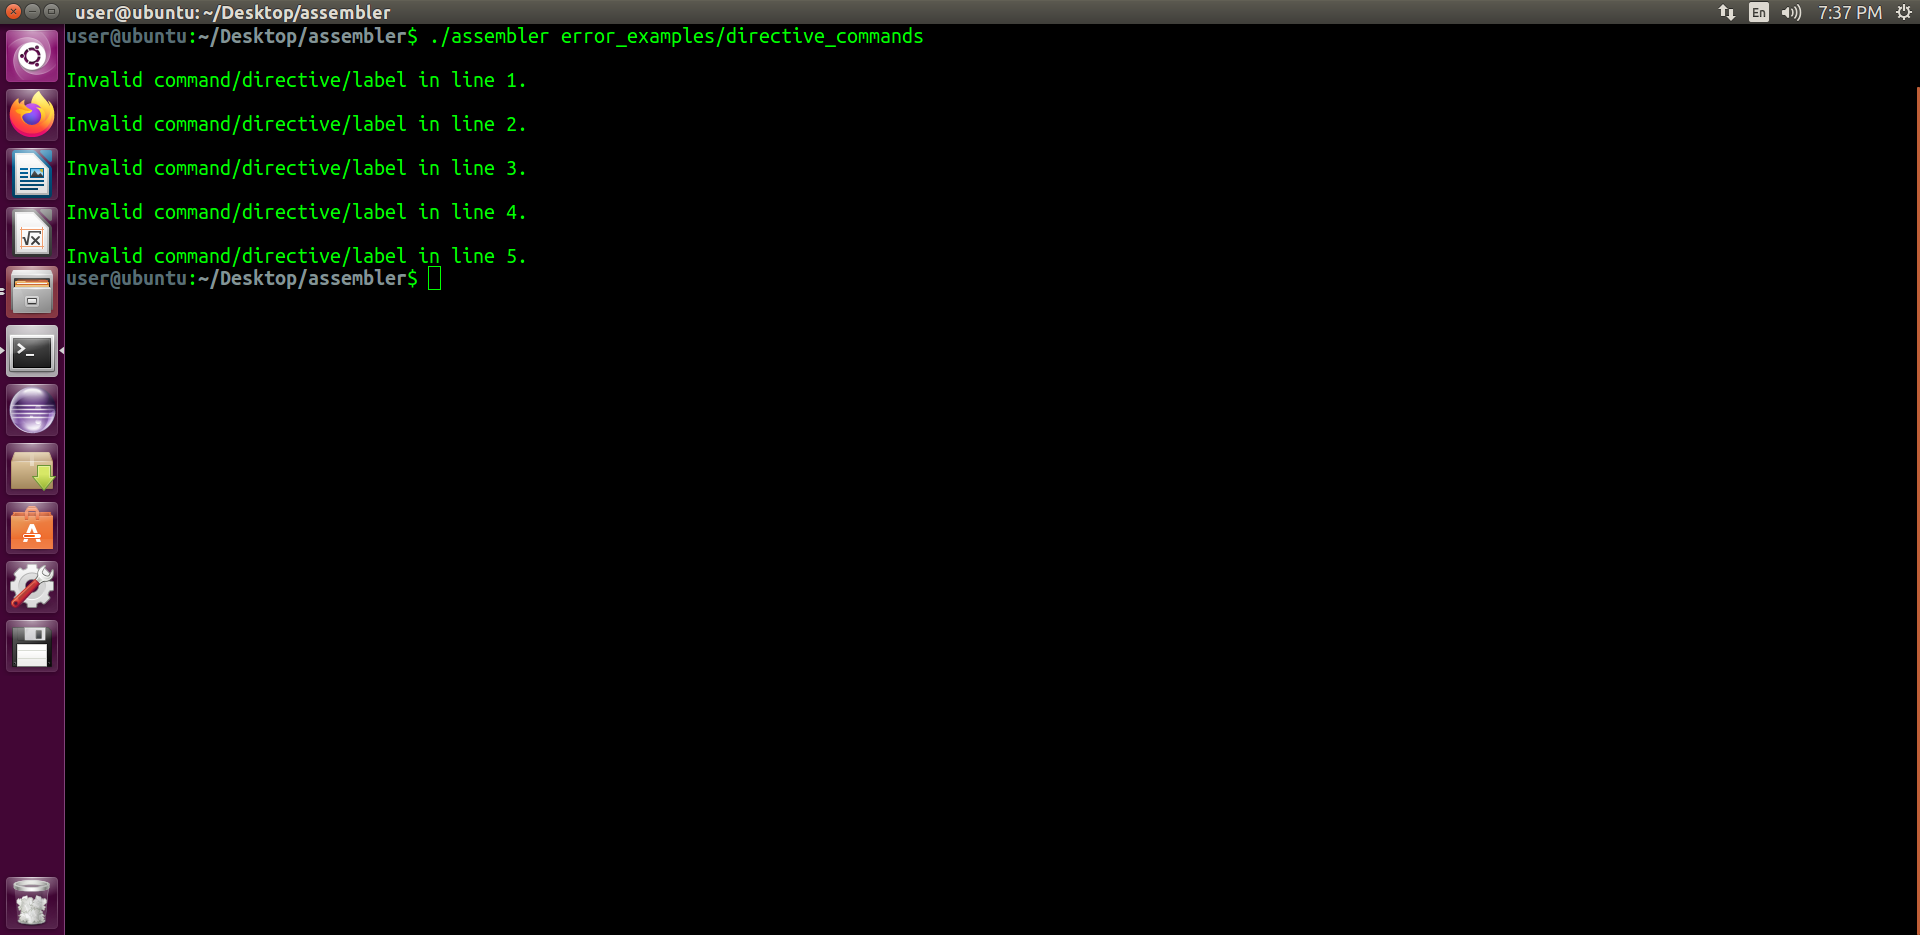 user@ubuntu: ~/Desktop/assembler
En
7:37 PM
user@ubuntu:~/Desktop/assembler$ ./assembler error_examples/directive_commands
Invalid command/directive/label in line 1.
Invalid command/directive/label in line 2.
Invalid command/directive/label in line 3.
Invalid command/directive/label in line 4.
Invalid command/directive/label in line 5.
user@ubuntu:~/Desktop/assembler$